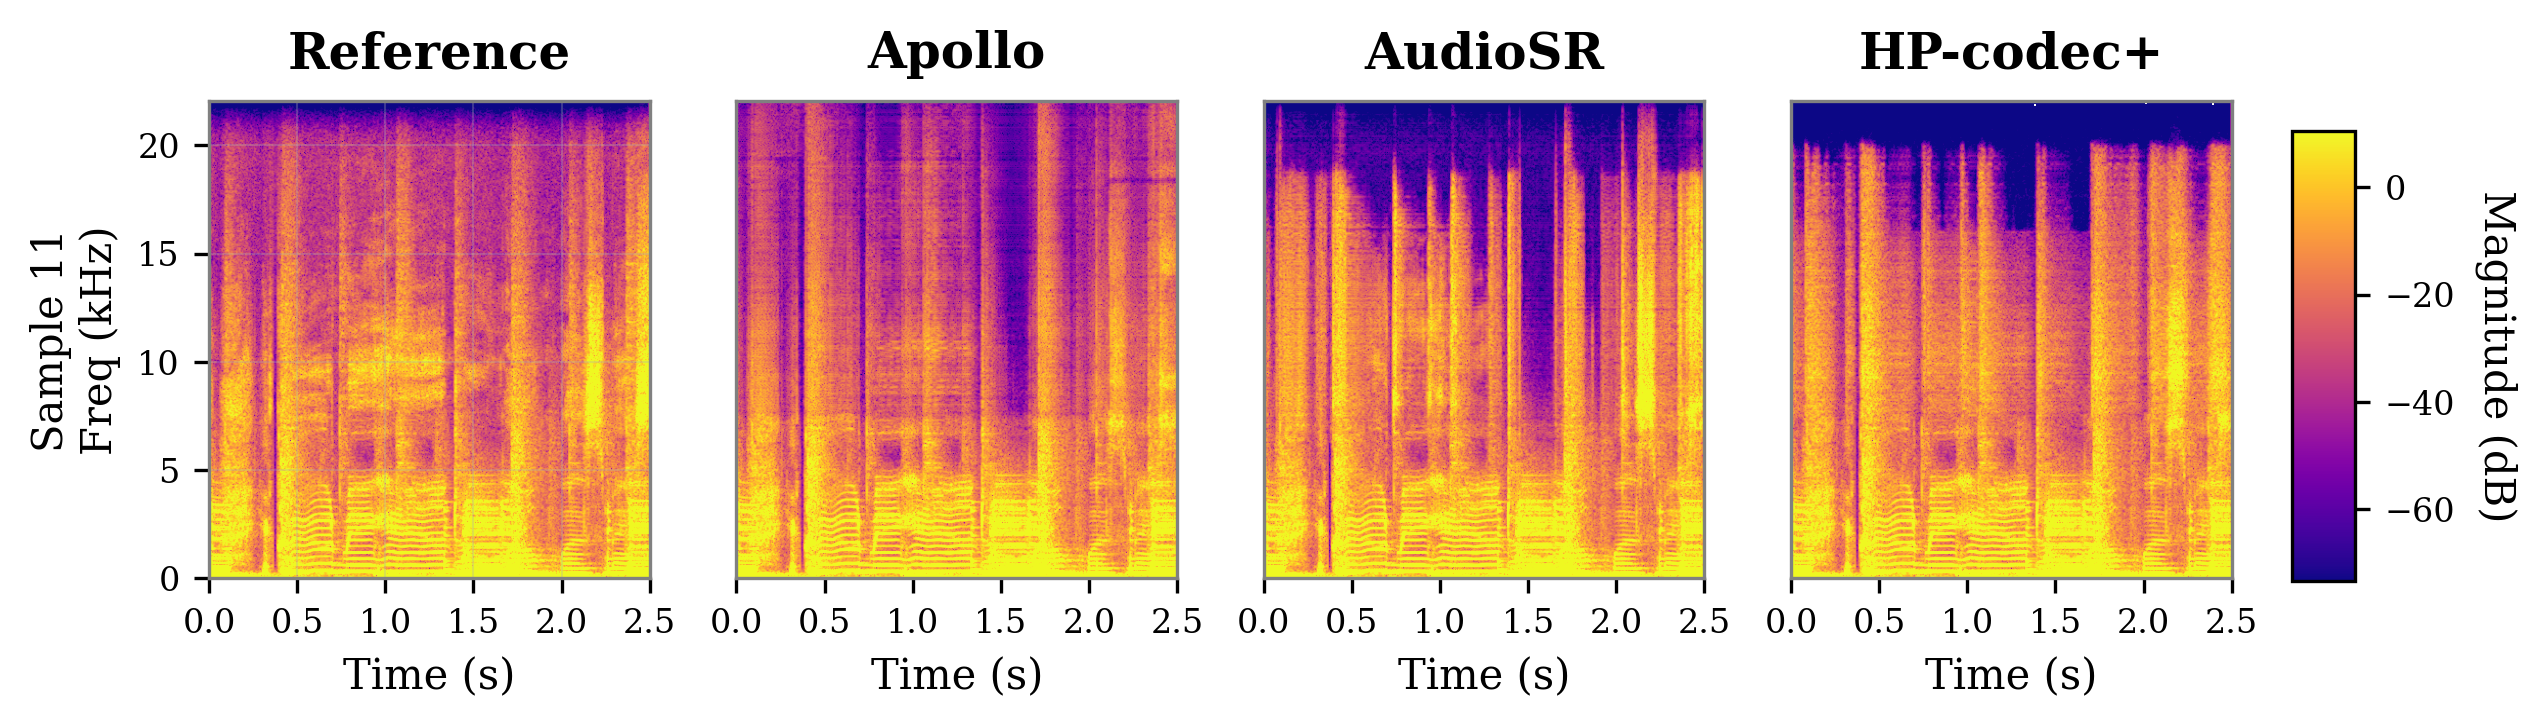 Reference
Apollo
AudioSR
HP-codec+
Sample 11
Freq (kHz)
20
15
10
5
0
0.0 0.5 1.0 1.5 2.0 2.5
Time (s)
0.0 0.5 1.0 1.5 2.0 2.5
Time (s)
0.0 0.5 1.0 1.5 2.0 2.5
Time (s)
0.0 0.5 1.0 1.5 2.0 2.5
Time (s)
0
−20
−40
−60
Magnitude (dB)